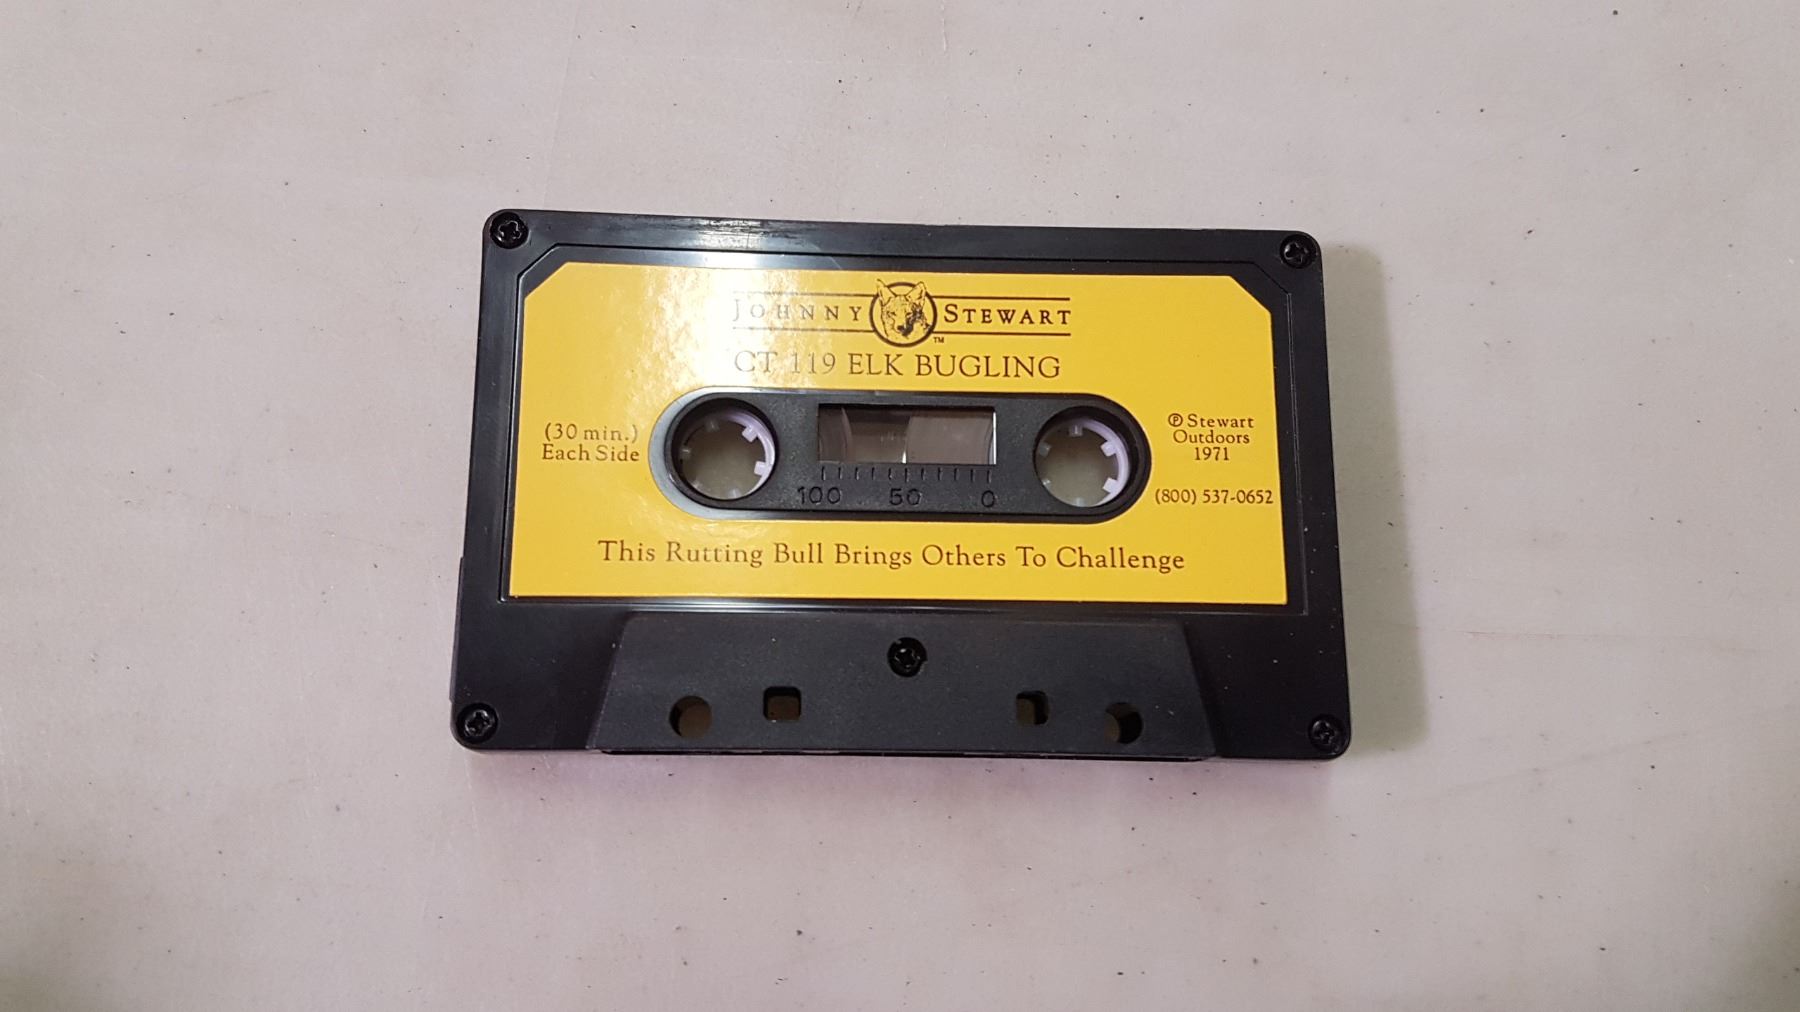 JOHNNY STEWART
TM
CT 119 ELK BUGLING
(30 min.)
Each Side
100 50 0
℗ Stewart
Outdoors
1971
(800) 537-0652
This Rutting Bull Brings Others To Challenge